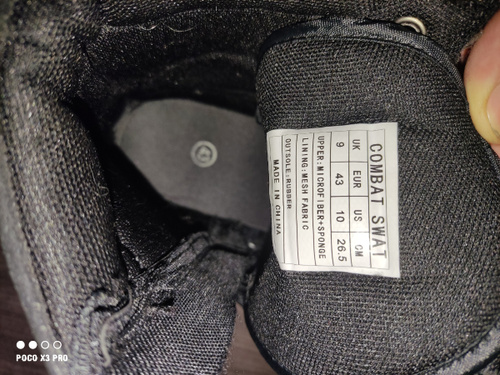 COMBAT SWAT
UK EUR US CM
9 43 10 26.5
UPPER:MICROFIBER+SPONGE
LINING:MESH FABRIC
OUTSOLE:RUBBER
MADE IN CHINA
POCO X3 PRO